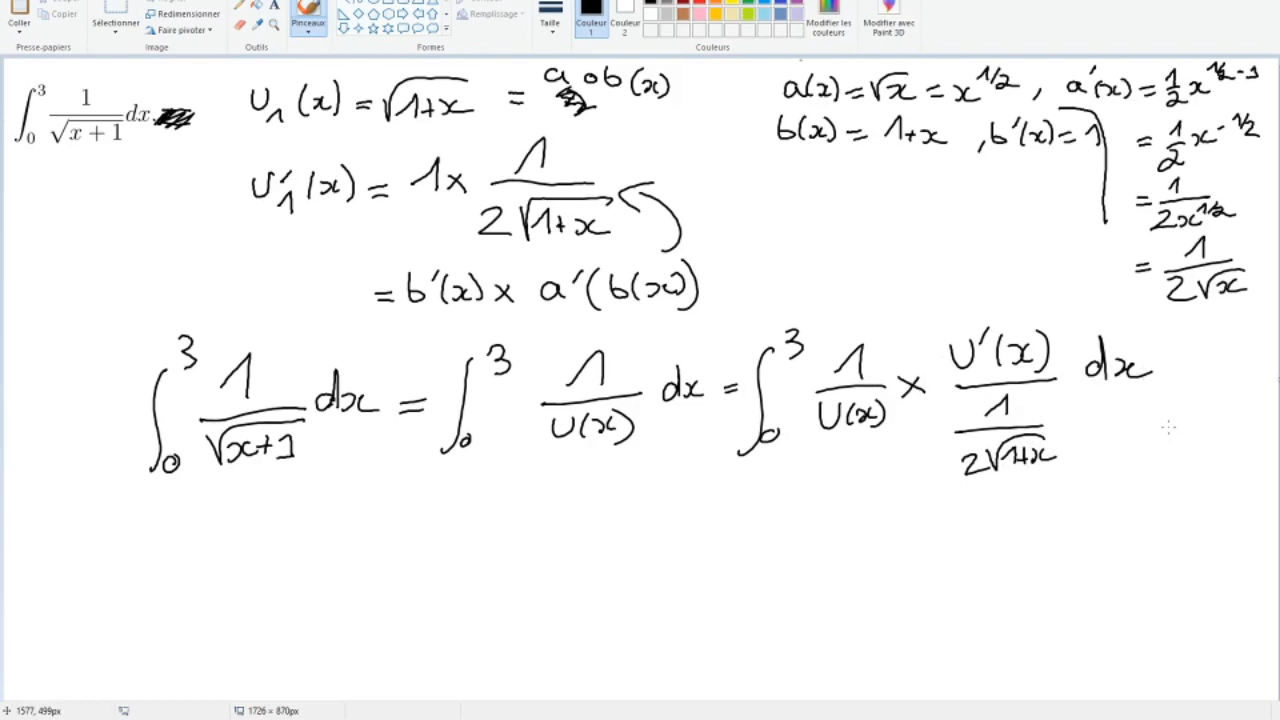 Coller
Copier
Sélectionner
Redimensionner
Faire pivoter
Pinceaux
Remplissage
Taille
Couleur 1
Couleur 2
Modifier les couleurs
Modifier avec Paint 3D
Presse-papiers
Image
Outils
Formes
Couleurs
∫₀³ 1/√(x+1) dx
U₁(x) = √(1+x) = a∘b(x)
a(x) = √x = x^(1/2) , a'(x) = 1/2 x^(1/2 - 1)
b(x) = 1+x , b'(x) = 1
= 1/2 x^(-1/2)
= 1/(2x^(1/2))
= 1/(2√x)
U₁'(x) = 1 × 1/(2√(1+x))
= b'(x) × a'(b(x))
∫₀³ 1/√(x+1) dx = ∫₀³ 1/U(x) dx = ∫₀³ 1/U(x) × U'(x)/(1/(2√(1+x))) dx
1577, 499px
1726 × 870px